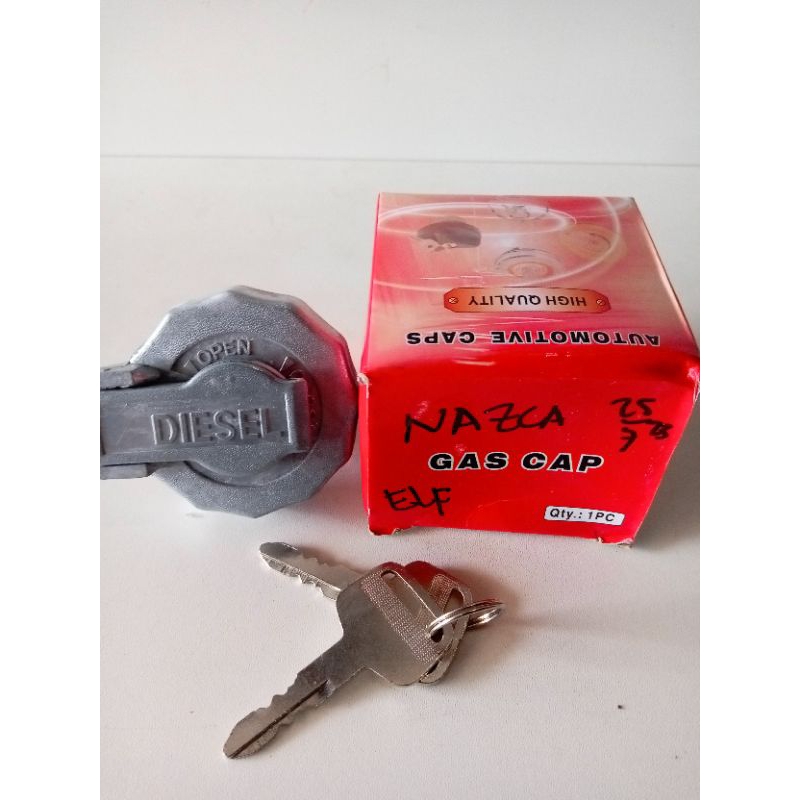 OPEN
DIESEL
HIGH QUALITY
AUTOMOTIVE CAPS
NAZCA
GAS CAP
ELF
Qty.: 1PC